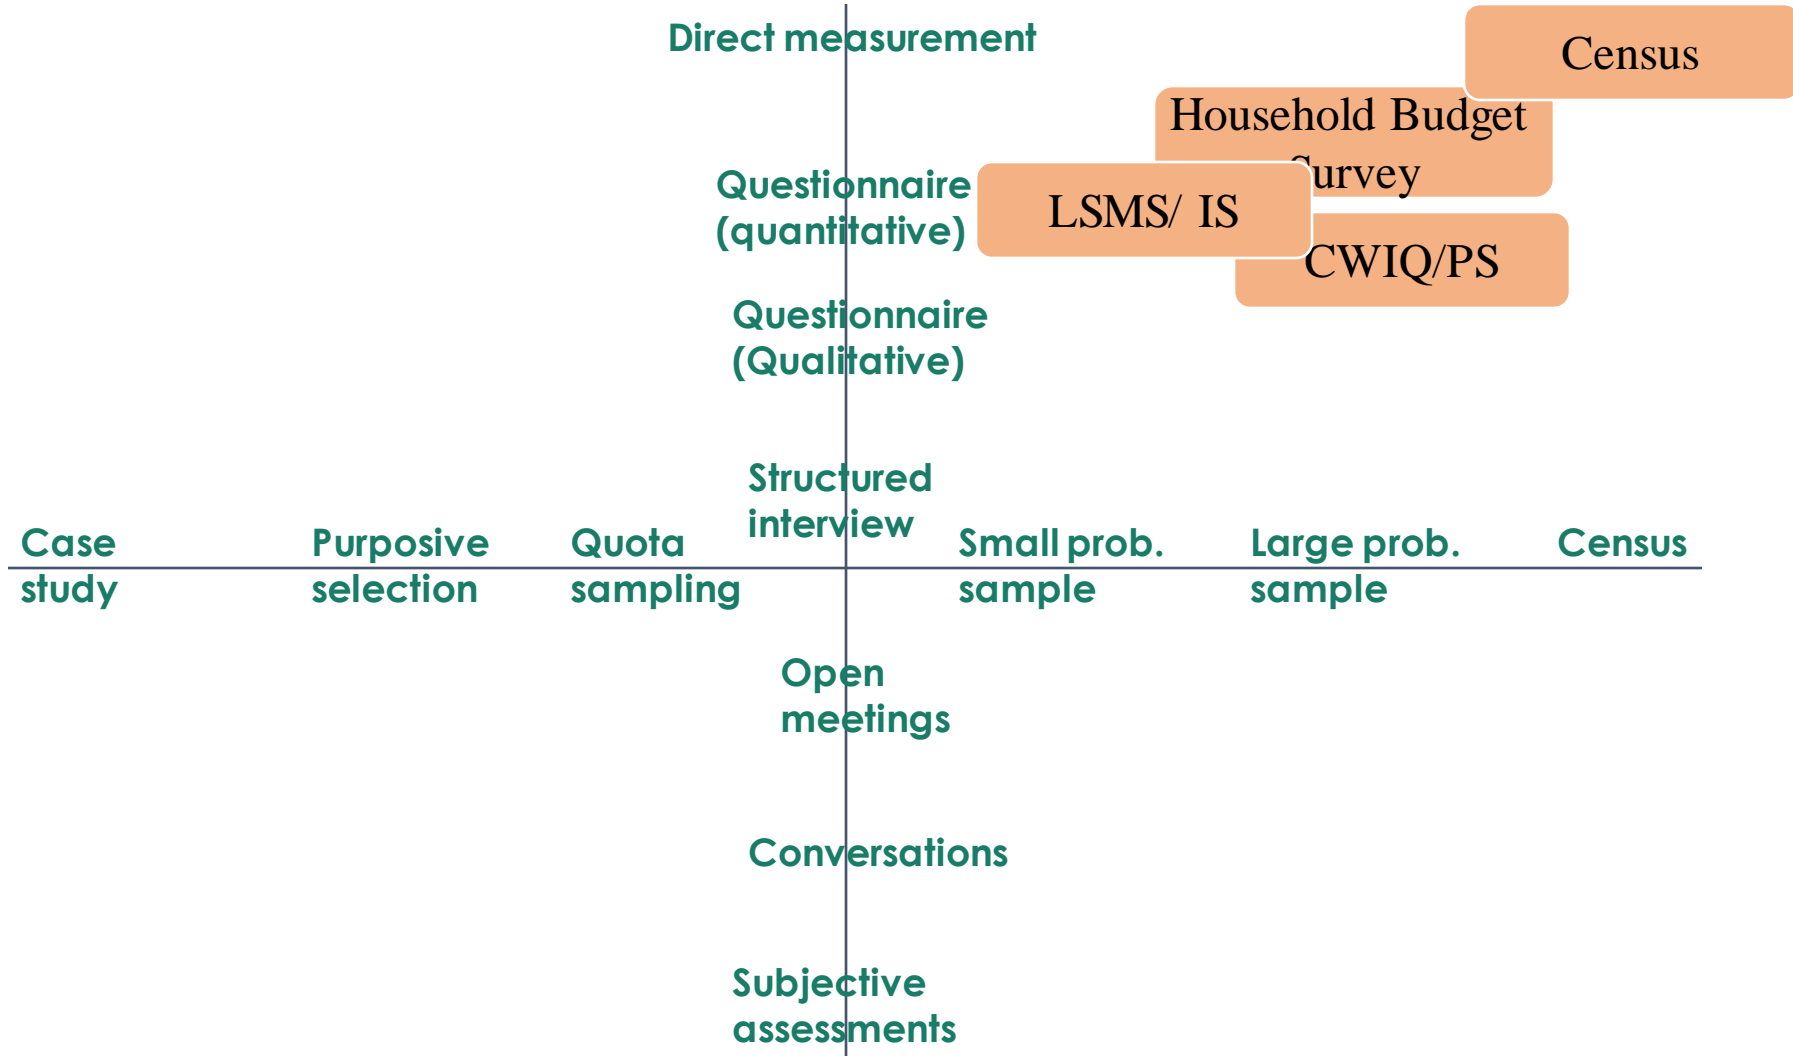 Direct measurement
Census
Household Budget
Survey
Questionnaire
(quantitative)
LSMS/ IS
CWIQ/PS
Questionnaire
(Qualitative)
Structured
interview
Case
study
Purposive
selection
Quota
sampling
Small prob.
sample
Large prob.
sample
Census
Open
meetings
Conversations
Subjective
assessments